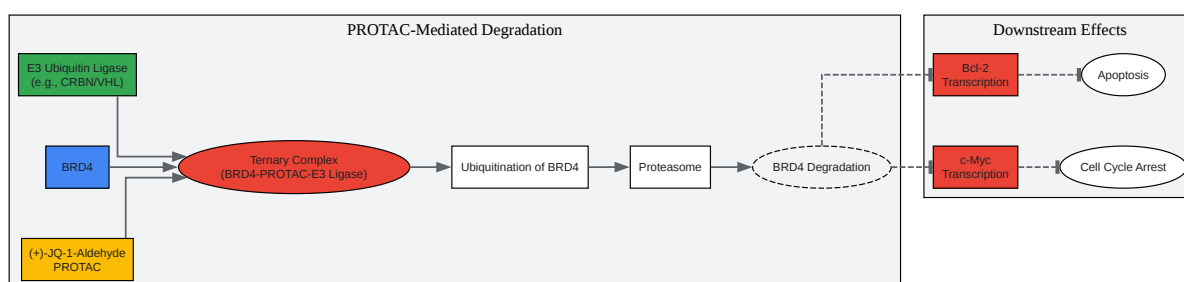 PROTAC-Mediated Degradation
E3 Ubiquitin Ligase
(e.g., CRBN/VHL)
BRD4
(+)-JQ-1-Aldehyde
PROTAC
Ternary Complex
(BRD4-PROTAC-E3 Ligase)
Ubiquitination of BRD4
Proteasome
BRD4 Degradation
Downstream Effects
Bcl-2
Transcription
Apoptosis
c-Myc
Transcription
Cell Cycle Arrest